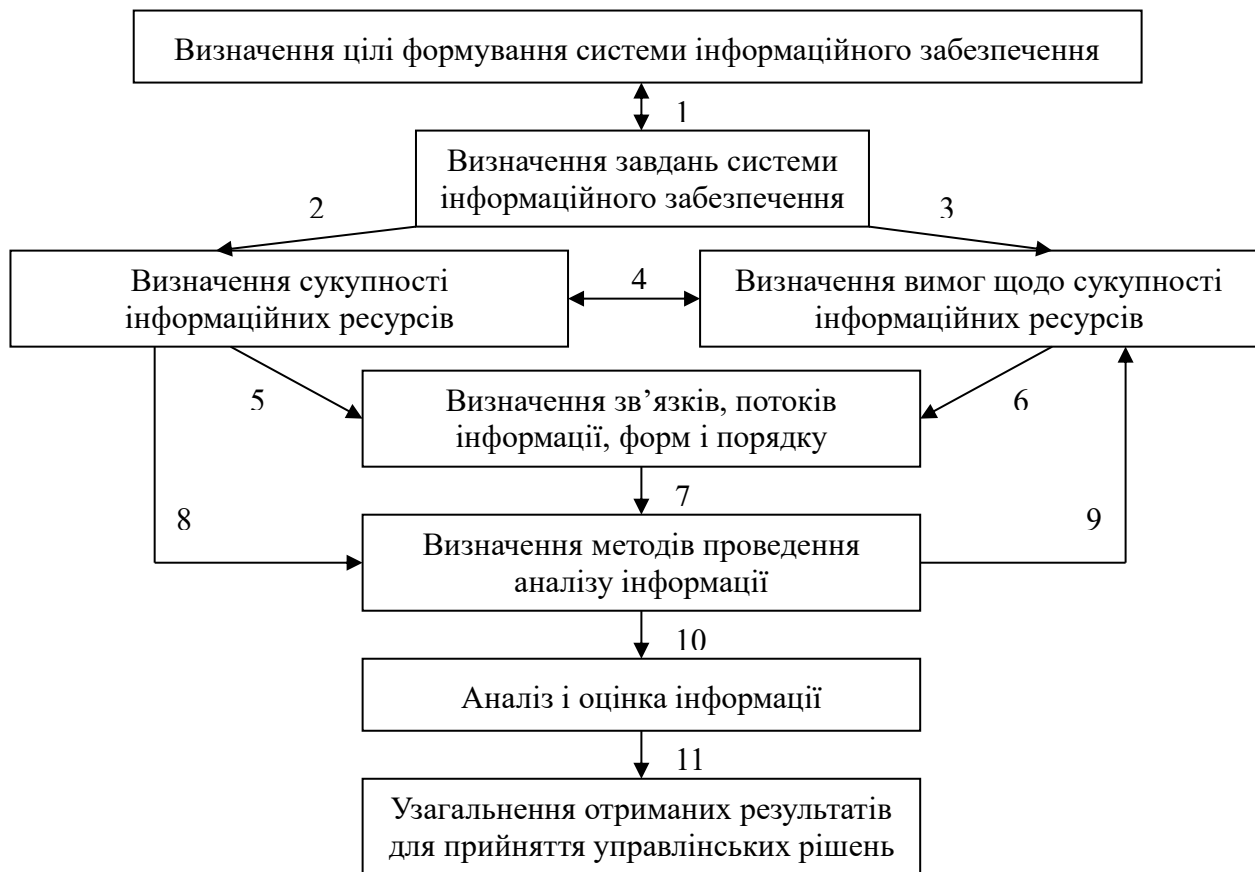 Визначення цілі формування системи інформаційного забезпечення
1
Визначення завдань системи
інформаційного забезпечення
2
3
Визначення сукупності
інформаційних ресурсів
4
Визначення вимог щодо сукупності
інформаційних ресурсів
5
Визначення зв’язків, потоків
інформації, форм і порядку
6
7
8
Визначення методів проведення
аналізу інформації
9
10
Аналіз і оцінка інформації
11
Узагальнення отриманих результатів
для прийняття управлінських рішень